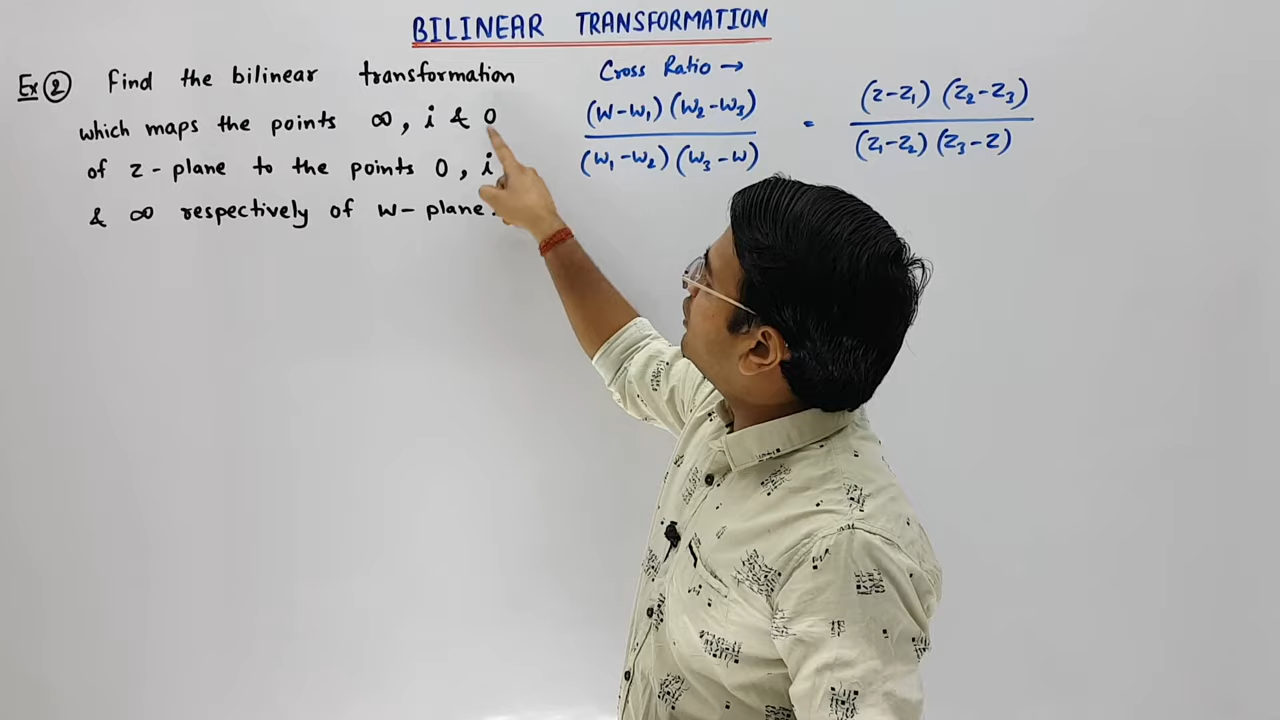 BILINEAR TRANSFORMATION
Ex ② Find the bilinear transformation
which maps the points ∞, i & 0
of z-plane to the points 0, i
& ∞ respectively of w-plane.
Cross Ratio →
(w-w₁)(w₂-w₃) / (w₁-w₂)(w₃-w) = (z-z₁)(z₂-z₃) / (z₁-z₂)(z₃-z)